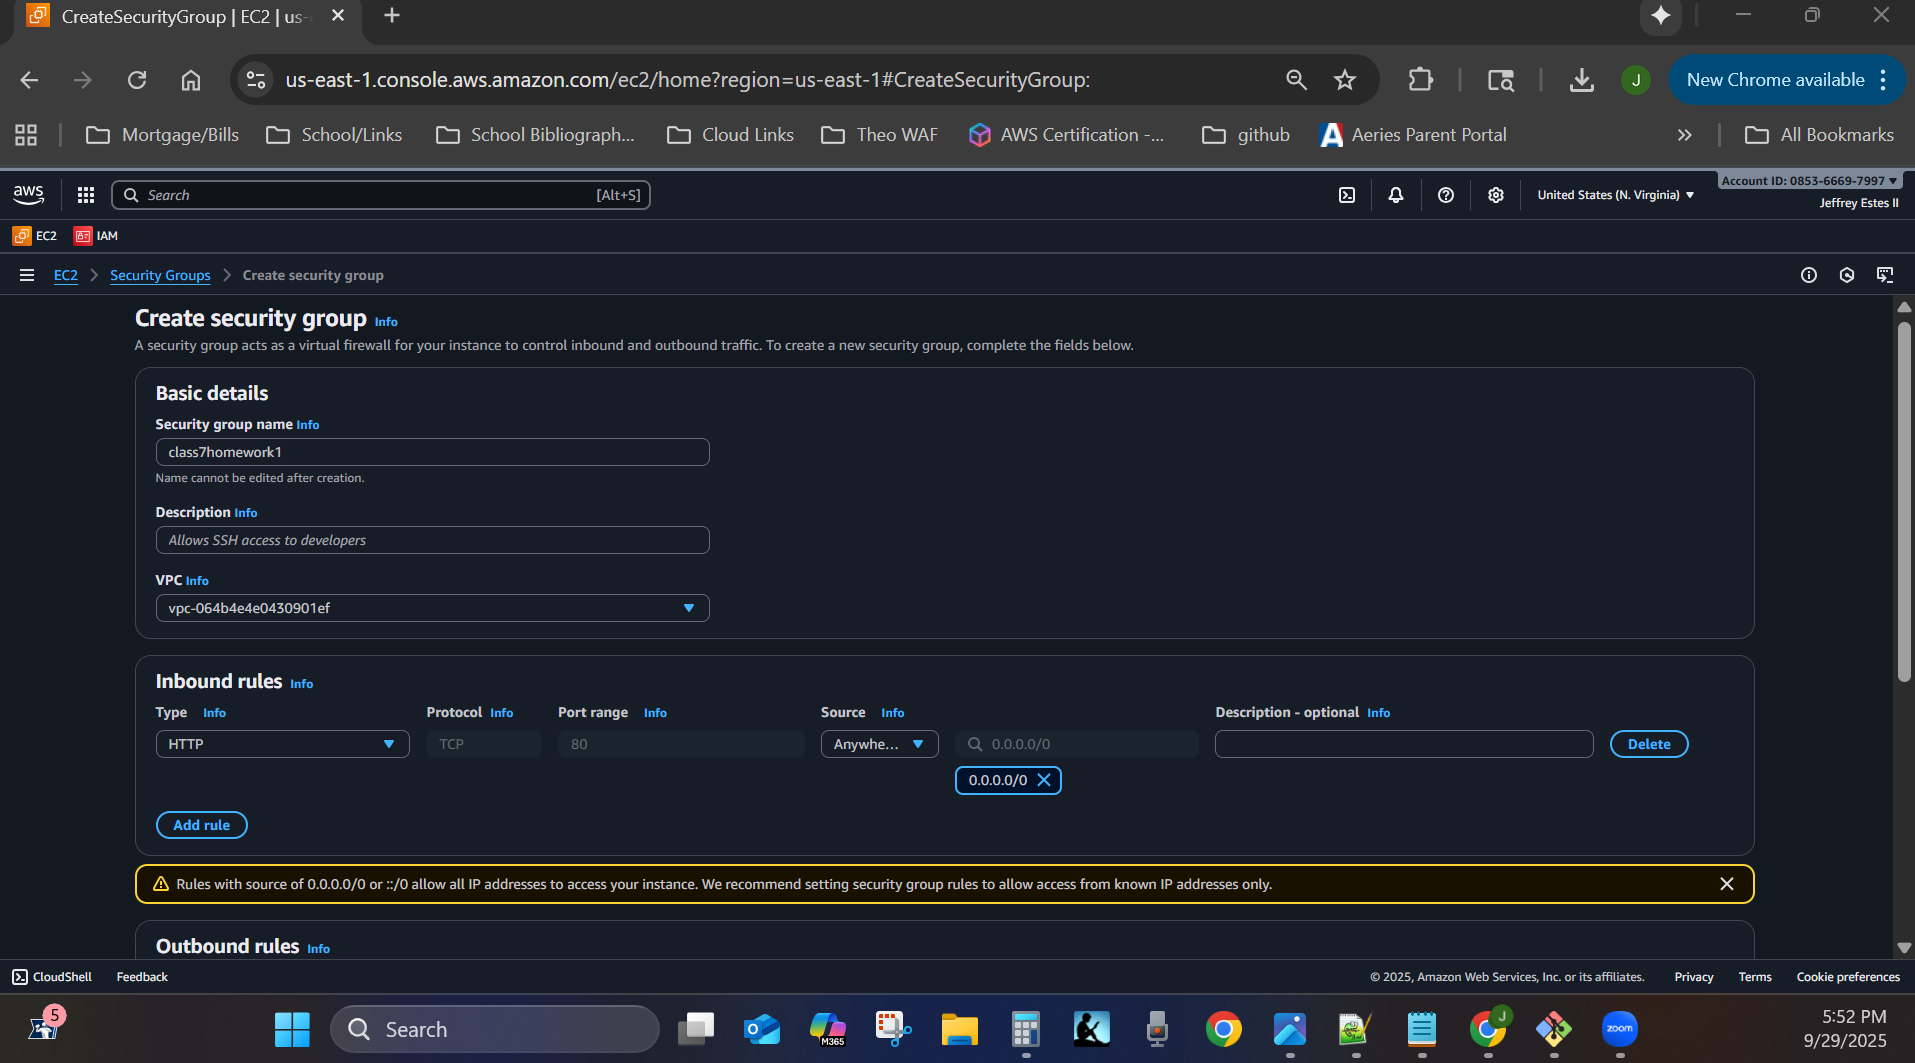 CreateSecurityGroup | EC2 | us-
us-east-1.console.aws.amazon.com/ec2/home?region=us-east-1#CreateSecurityGroup:
J
New Chrome available
Mortgage/Bills
School/Links
School Bibliograph...
Cloud Links
Theo WAF
AWS Certification -...
github
Aeries Parent Portal
All Bookmarks
aws
Search
[Alt+S]
United States (N. Virginia)
Account ID: 0853-6669-7997
Jeffrey Estes II
EC2
IAM
EC2
Security Groups
Create security group
Create security group Info
A security group acts as a virtual firewall for your instance to control inbound and outbound traffic. To create a new security group, complete the fields below.
Basic details
Security group name Info
class7homework1
Name cannot be edited after creation.
Description Info
Allows SSH access to developers
VPC Info
vpc-064b4e4e0430901ef
Inbound rules Info
Type Info
Protocol Info
Port range Info
Source Info
Description - optional Info
HTTP
TCP
80
Anywhe...
0.0.0.0/0
Delete
0.0.0.0/0
Add rule
Rules with source of 0.0.0.0/0 or ::/0 allow all IP addresses to access your instance. We recommend setting security group rules to allow access from known IP addresses only.
Outbound rules Info
CloudShell
Feedback
© 2025, Amazon Web Services, Inc. or its affiliates.
Privacy
Terms
Cookie preferences
5
Search
M365
J
zoom
5:52 PM
9/29/2025